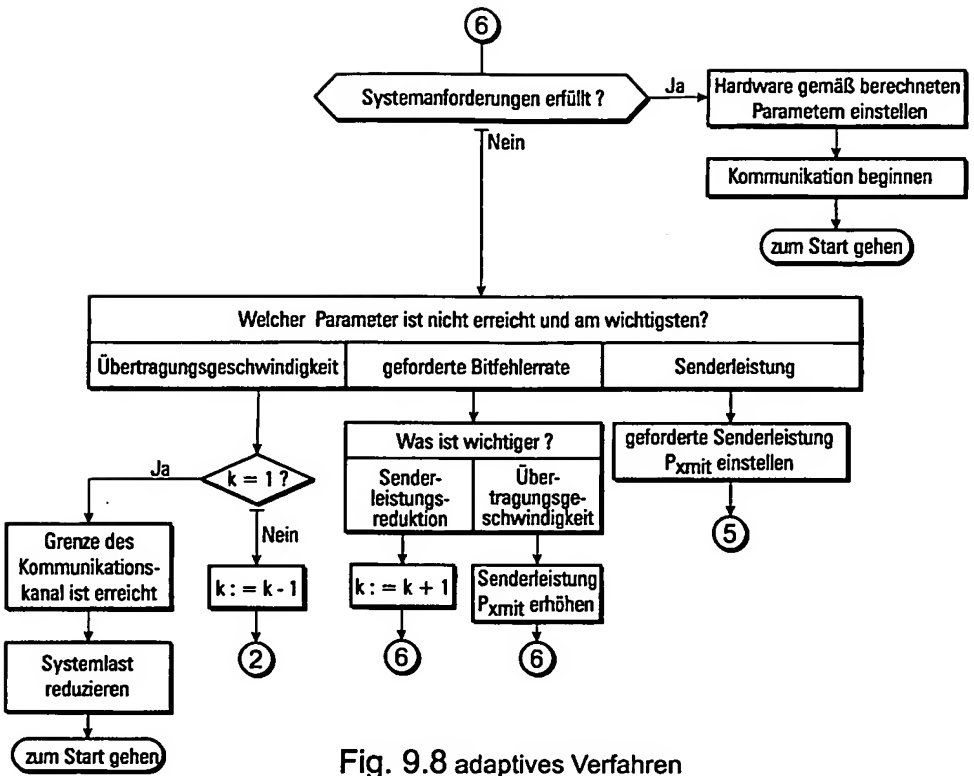 6
Systemanforderungen erfüllt ?
Ja
Hardware gemäß berechneten
Parametern einstellen
Nein
Kommunikation beginnen
zum Start gehen
Welcher Parameter ist nicht erreicht und am wichtigsten?
Übertragungsgeschwindigkeit
geforderte Bitfehlerrate
Senderleistung
Ja
k = 1 ?
Nein
Grenze des
Kommunikations-
kanal ist erreicht
k : = k - 1
Systemlast
reduzieren
2
zum Start gehen
Was ist wichtiger ?
Sender-
leistungs-
reduktion
Über-
tragungsge-
schwindigkeit
k : = k + 1
Senderleistung
Pxmit erhöhen
6
6
geforderte Senderleistung
Pxmit einstellen
5
Fig. 9.8 adaptives Verfahren